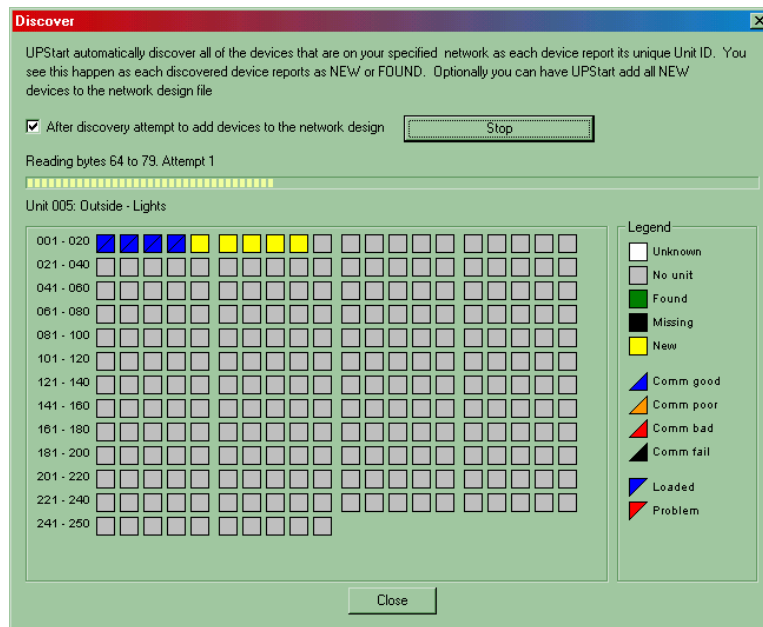 Discover
UPStart automatically discover all of the devices that are on your specified network as each device report its unique Unit ID. You
see this happen as each discovered device reports as NEW or FOUND. Optionally you can have UPStart add all NEW
devices to the network design file
After discovery attempt to add devices to the network design
Stop
Reading bytes 64 to 79. Attempt 1
Unit 005: Outside - Lights
001 - 020
021 - 040
041 - 060
061 - 080
081 - 100
101 - 120
121 - 140
141 - 160
161 - 180
181 - 200
201 - 220
221 - 240
241 - 250
Legend
Unknown
No unit
Found
Missing
New
Comm good
Comm poor
Comm bad
Comm fail
Loaded
Problem
Close